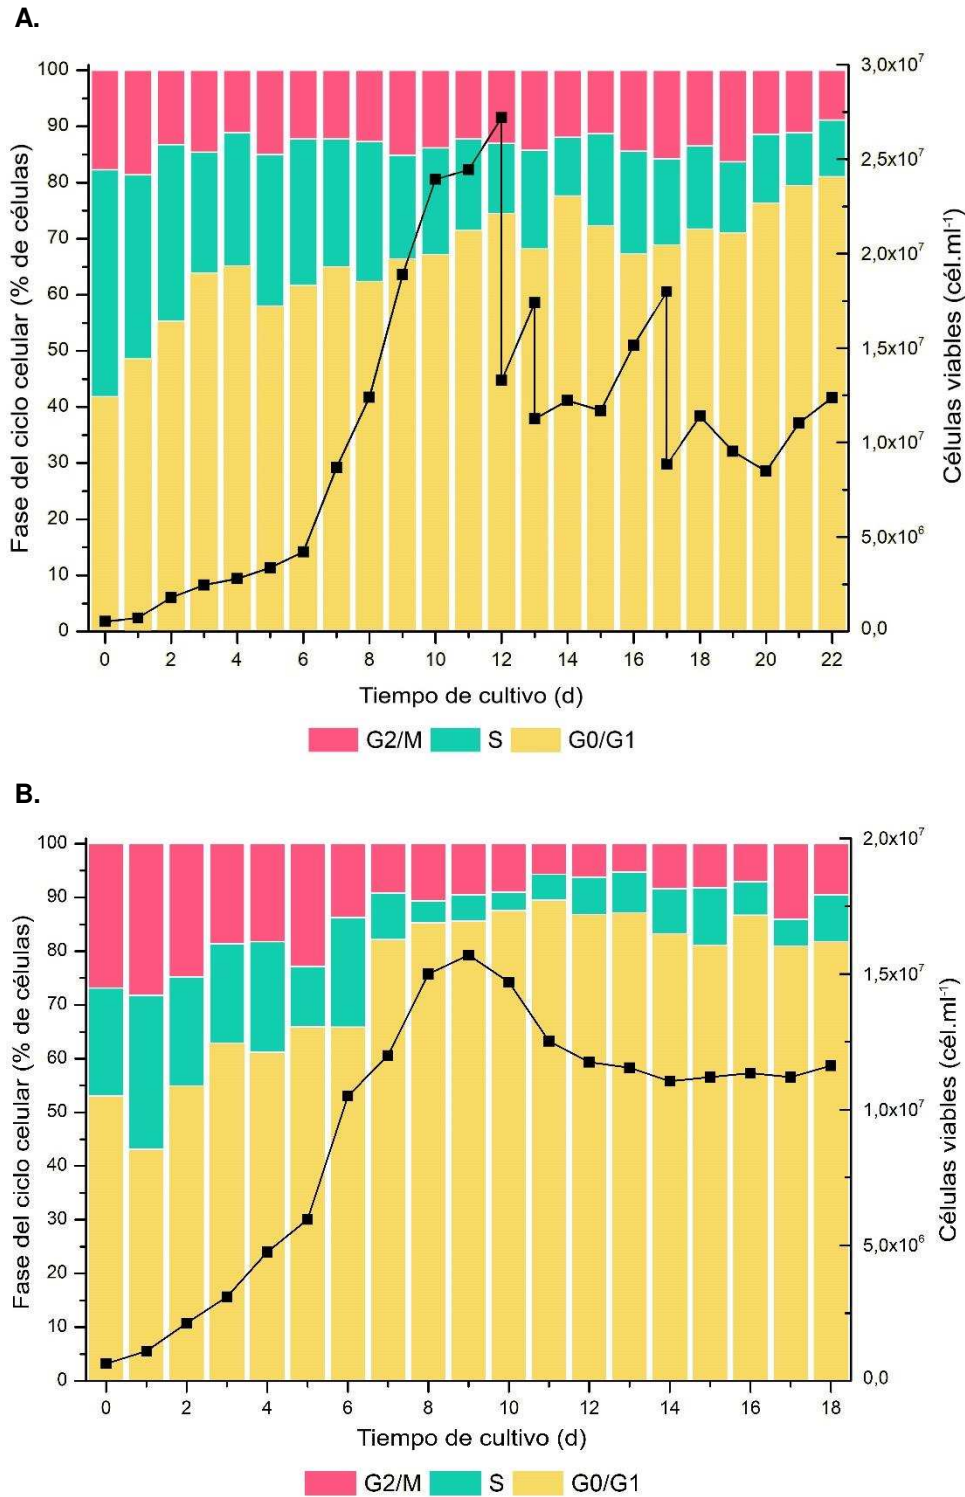 A.
Fase del ciclo celular (% de células)
100
90
80
70
60
50
40
30
20
10
0
3,0x10⁷
2,5x10⁷
2,0x10⁷
1,5x10⁷
1,0x10⁷
5,0x10⁶
0,0
Células viables (cél.ml⁻¹)
0 2 4 6 8 10 12 14 16 18 20 22
Tiempo de cultivo (d)
G2/M S G0/G1
B.
Fase del ciclo celular (% de células)
100
90
80
70
60
50
40
30
20
10
0
2,0x10⁷
1,5x10⁷
1,0x10⁷
5,0x10⁶
0,0
Células viables (cél.ml⁻¹)
0 2 4 6 8 10 12 14 16 18
Tiempo de cultivo (d)
G2/M S G0/G1